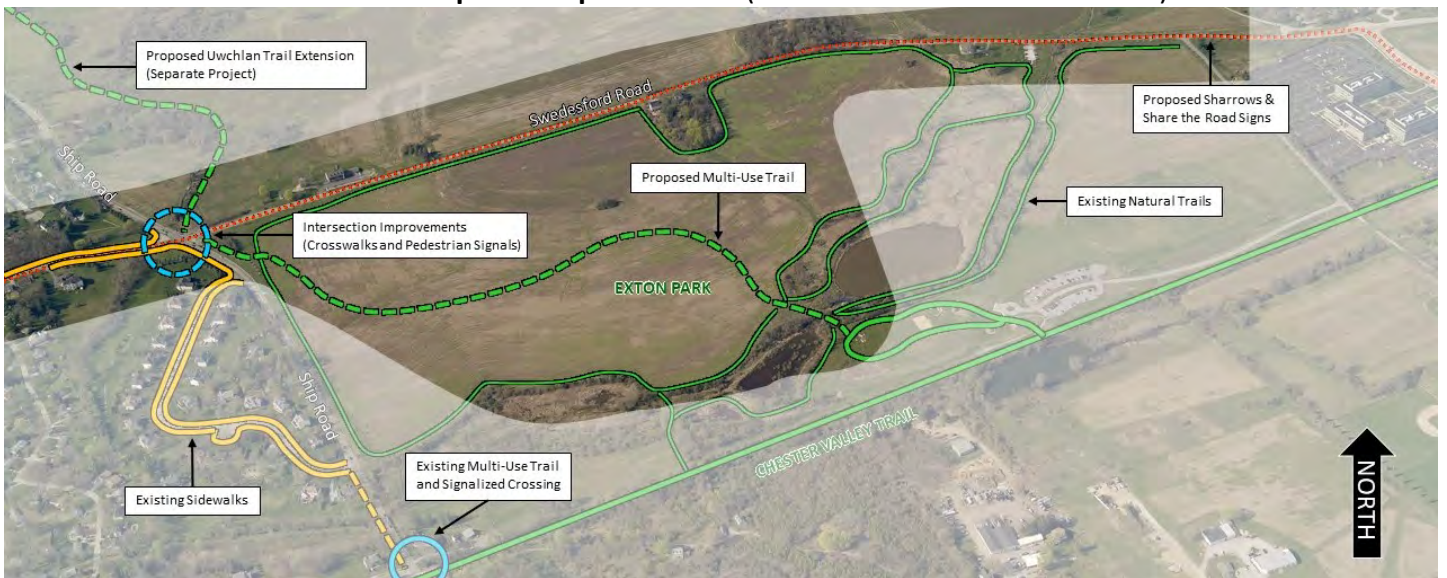 Proposed Uwchlan Trail Extension
(Separate Project)
Swedesford Road
Proposed Sharrows &
Share the Road Signs
Ship Road
Proposed Multi-Use Trail
Existing Natural Trails
Intersection Improvements
(Crosswalks and Pedestrian Signals)
EXTON PARK
Ship Road
CHESTER VALLEY TRAIL
Existing Multi-Use Trail
and Signalized Crossing
Existing Sidewalks
NORTH